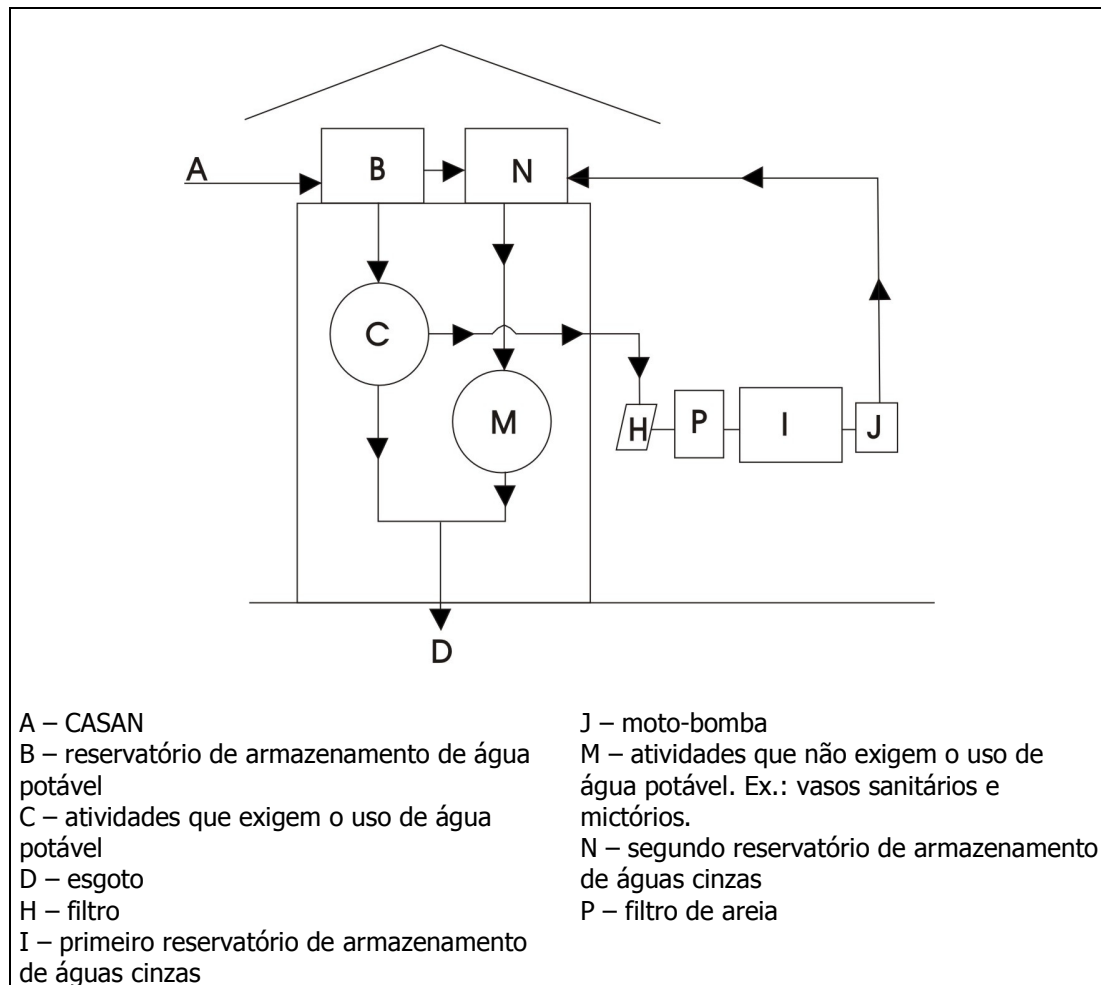 A
B
N
C
M
H
P
I
J
D
A – CASAN
B – reservatório de armazenamento de água
potável
C – atividades que exigem o uso de água
potável
D – esgoto
H – filtro
I – primeiro reservatório de armazenamento
de águas cinzas
J – moto-bomba
M – atividades que não exigem o uso de
água potável. Ex.: vasos sanitários e
mictórios.
N – segundo reservatório de armazenamento
de águas cinzas
P – filtro de areia